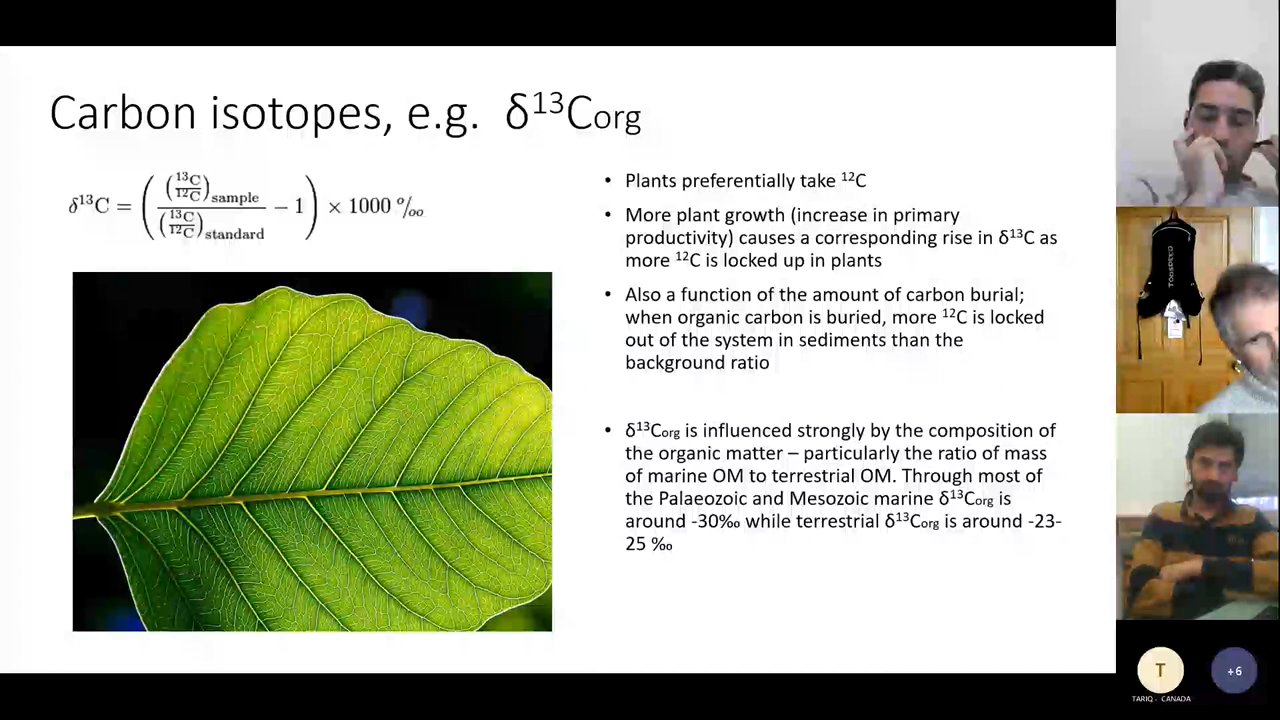 Carbon isotopes, e.g. δ¹³Corg
δ¹³C = ( (¹³C/¹²C)sample / (¹³C/¹²C)standard − 1 ) × 1000 ‰
• Plants preferentially take ¹²C
• More plant growth (increase in primary
productivity) causes a corresponding rise in δ¹³C as
more ¹²C is locked up in plants
• Also a function of the amount of carbon burial;
when organic carbon is buried, more ¹²C is locked
out of the system in sediments than the
background ratio
• δ¹³Corg is influenced strongly by the composition of
the organic matter – particularly the ratio of mass
of marine OM to terrestrial OM. Through most of
the Palaeozoic and Mesozoic marine δ¹³Corg is
around -30‰ while terrestrial δ¹³Corg is around -23-
25 ‰
T
+6
TARIQ - CANADA